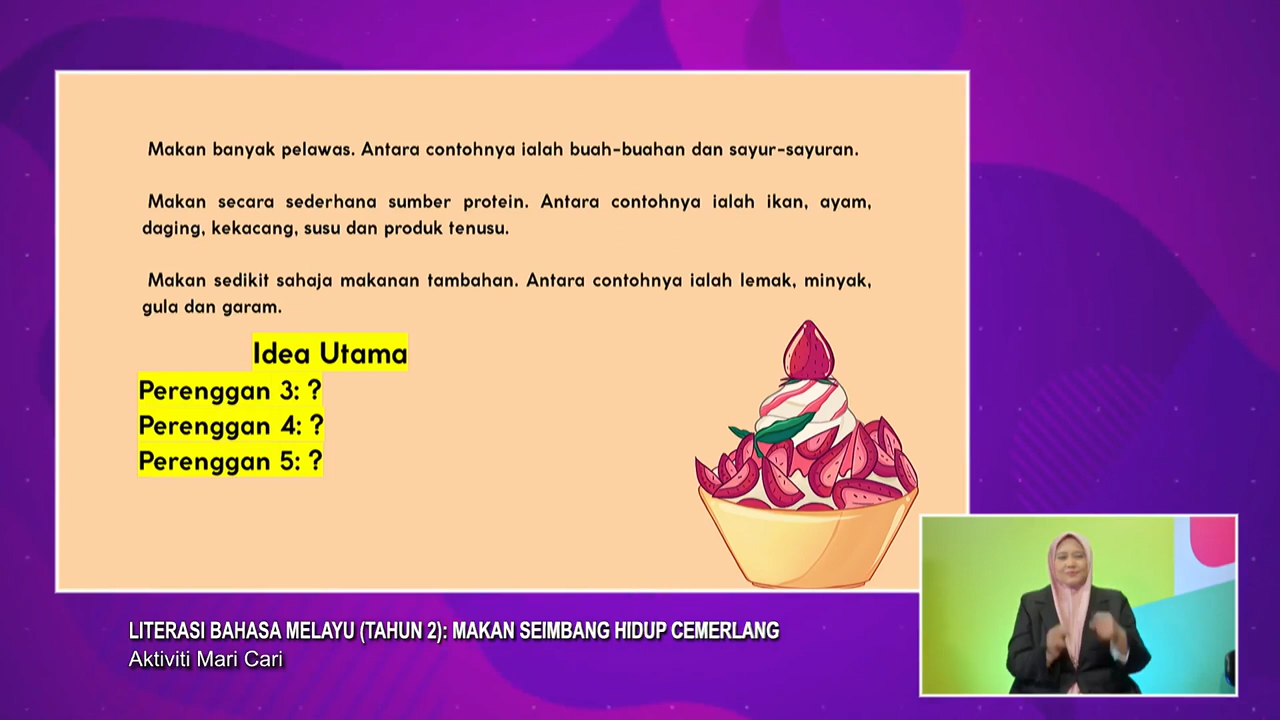 Makan banyak pelawas. Antara contohnya ialah buah-buahan dan sayur-sayuran.
Makan secara sederhana sumber protein. Antara contohnya ialah ikan, ayam,
daging, kekacang, susu dan produk tenusu.
Makan sedikit sahaja makanan tambahan. Antara contohnya ialah lemak, minyak,
gula dan garam.
Idea Utama
Perenggan 3: ?
Perenggan 4: ?
Perenggan 5: ?
LITERASI BAHASA MELAYU (TAHUN 2): MAKAN SEIMBANG HIDUP CEMERLANG
Aktiviti Mari Cari